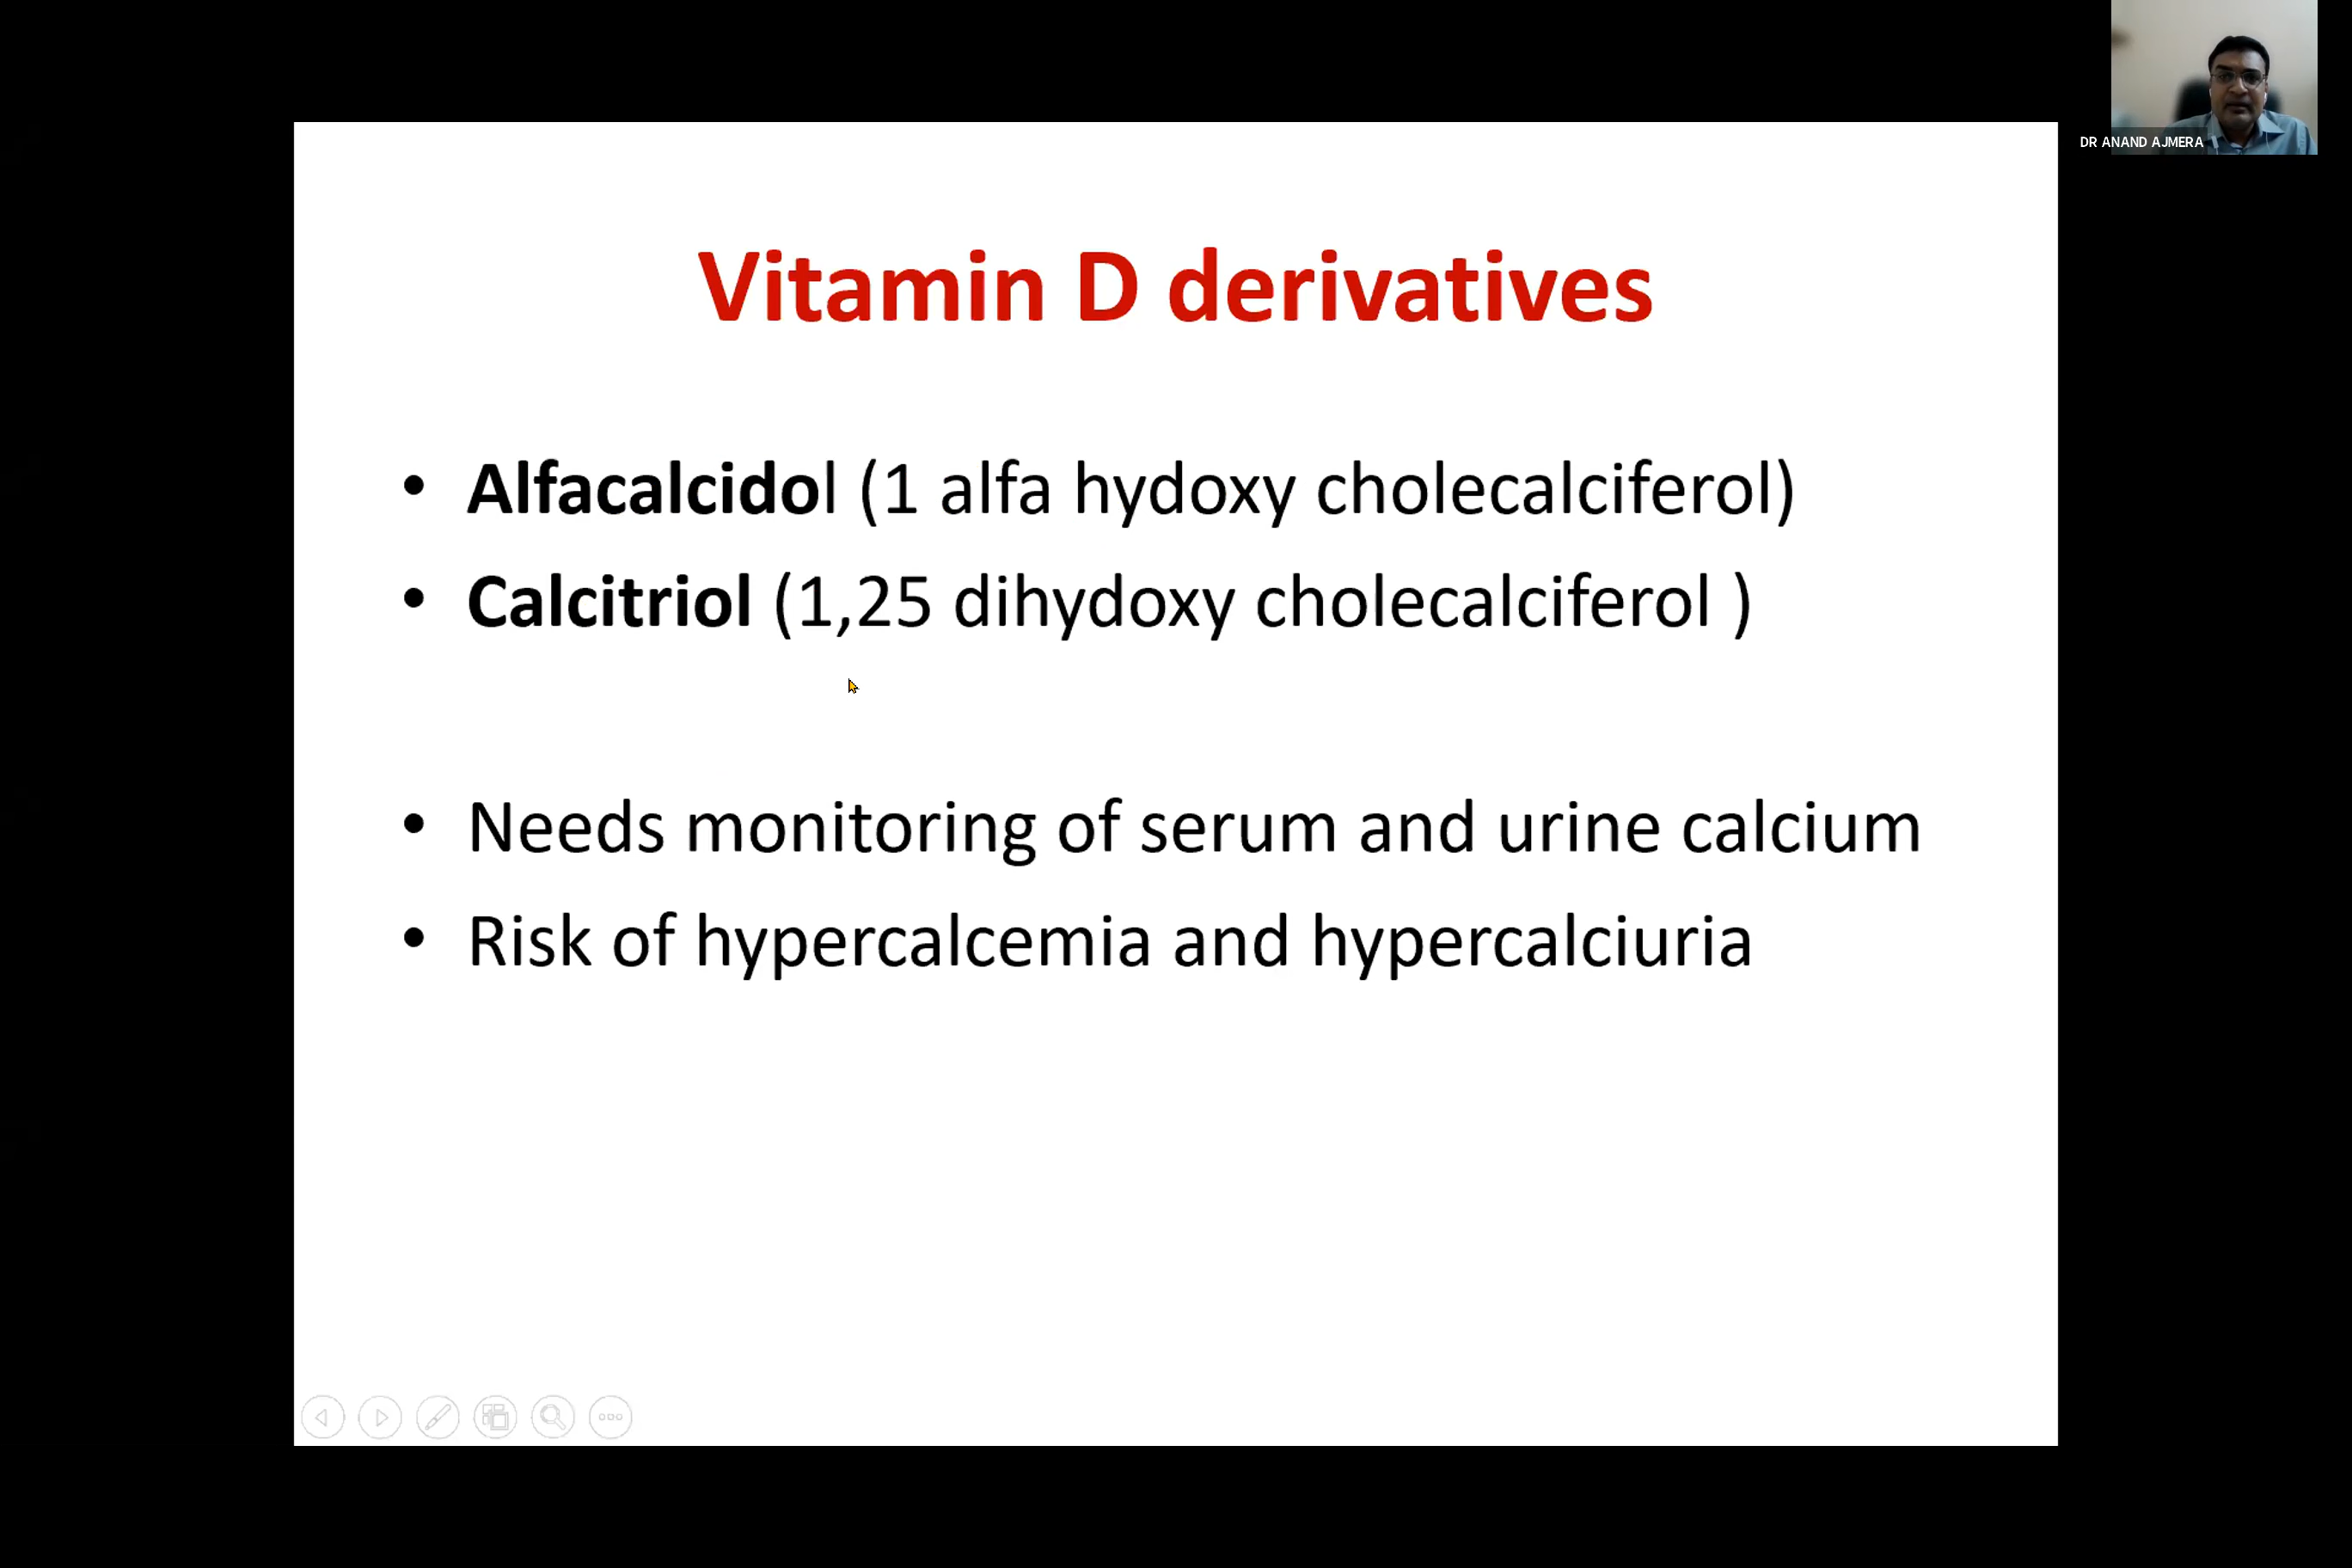 DR ANAND AJMERA
Vitamin D derivatives
• Alfacalcidol (1 alfa hydoxy cholecalciferol)
• Calcitriol (1,25 dihydoxy cholecalciferol )
• Needs monitoring of serum and urine calcium
• Risk of hypercalcemia and hypercalciuria